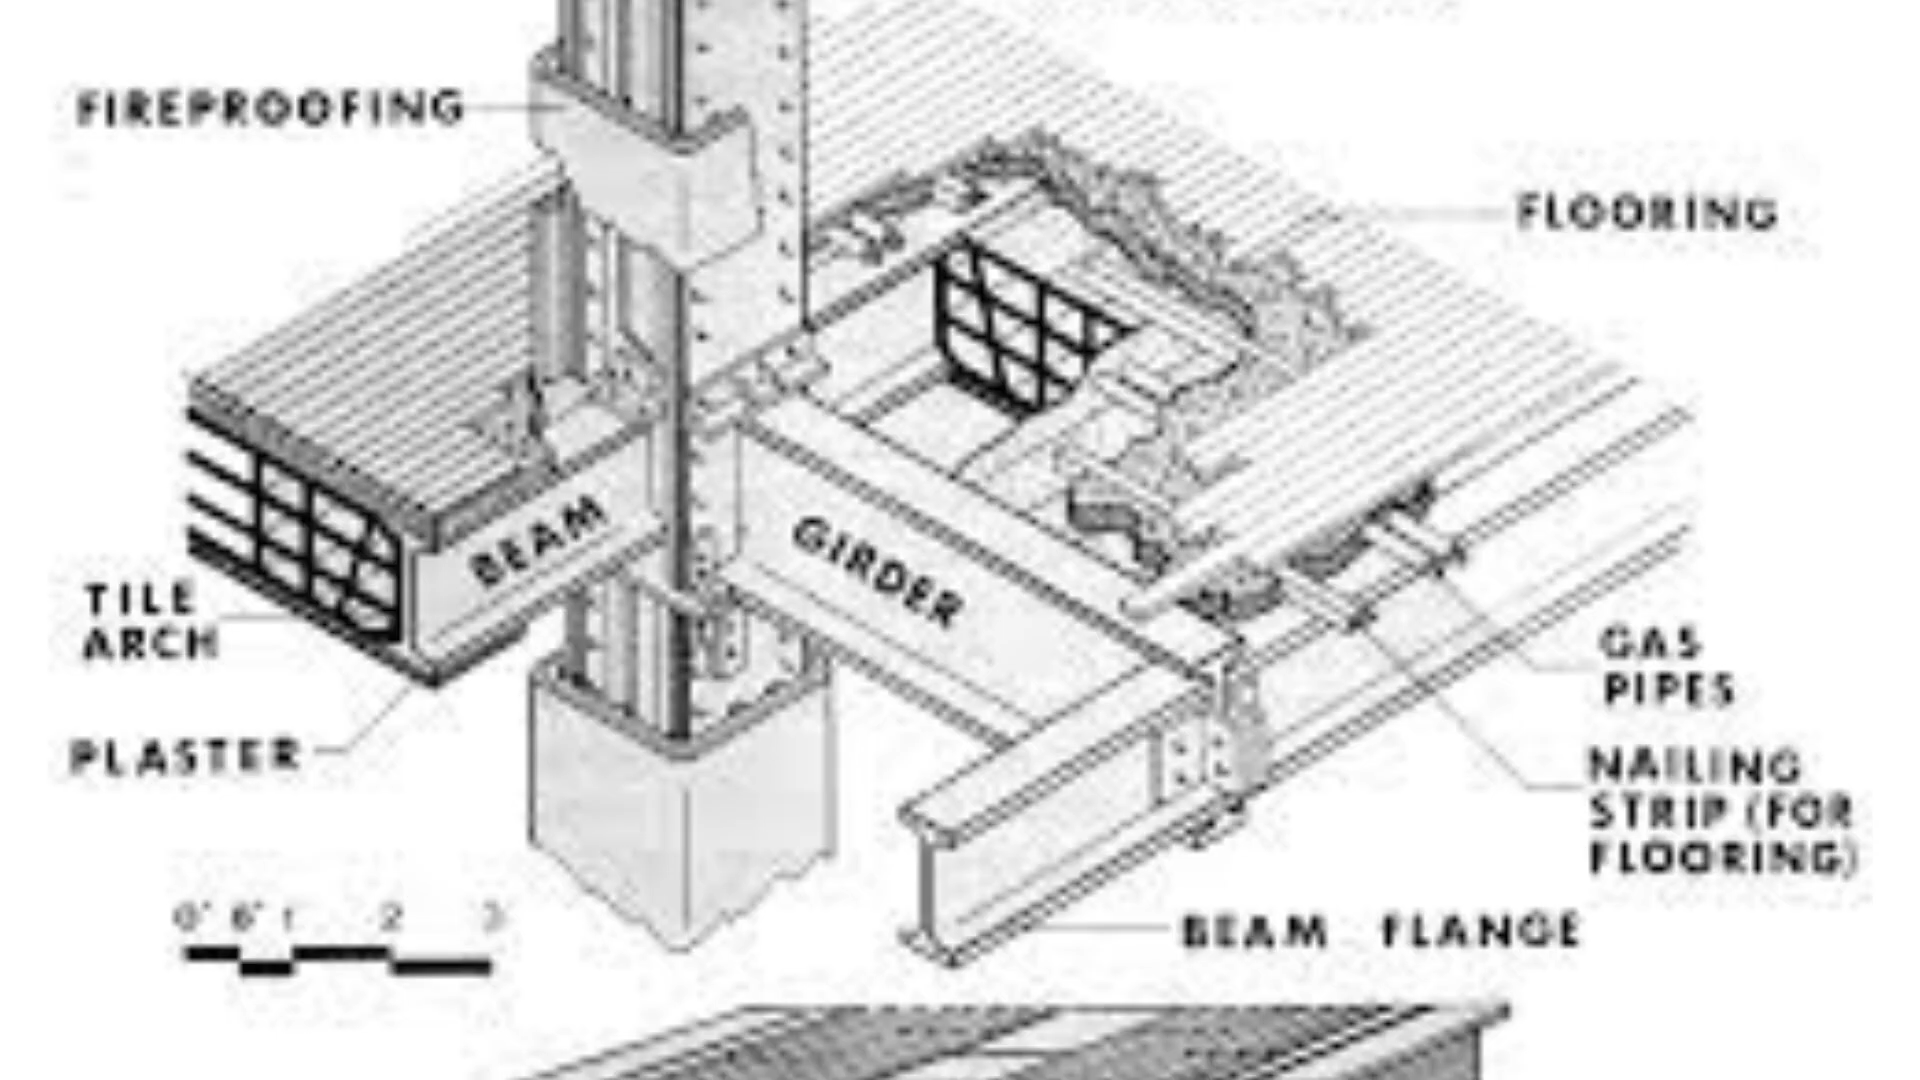 FIREPROOFING
FLOORING
BEAM
GIRDER
TILE
ARCH
PLASTER
GAS
PIPES
NAILING
STRIP (FOR
FLOORING)
BEAM FLANGE
0" 6" 1 2 3